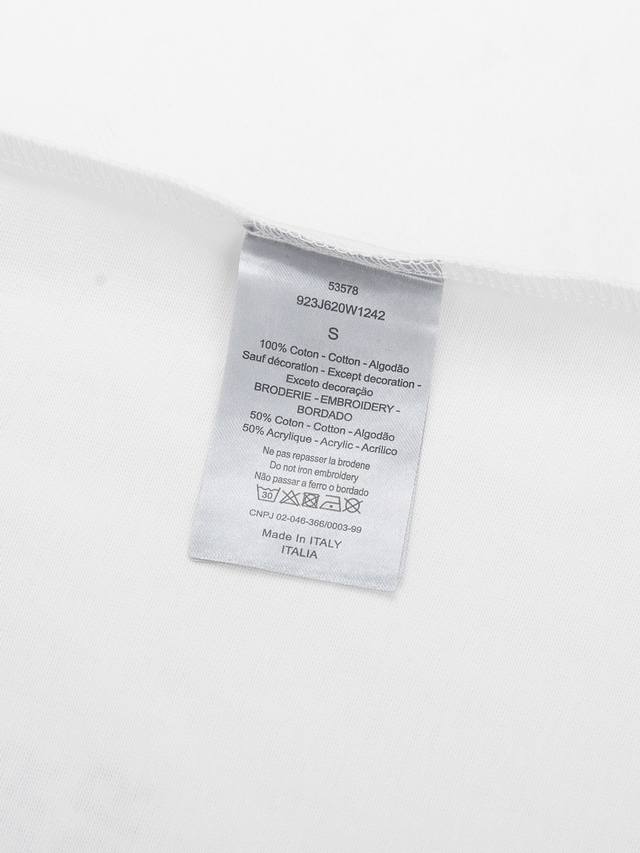 53578
923J620W1242
S
100% Coton - Cotton - Algodão
Sauf décoration - Except decoration -
Exceto decoração
BRODERIE - EMBROIDERY -
BORDADO
50% Coton - Cotton - Algodão
50% Acrylique - Acrylic - Acrílico
Ne pas repasser la brodene
Do not iron embroidery
Não passar a ferro o bordado
30
CNPJ 02-046-366/0003-99
Made In ITALY
ITALIA